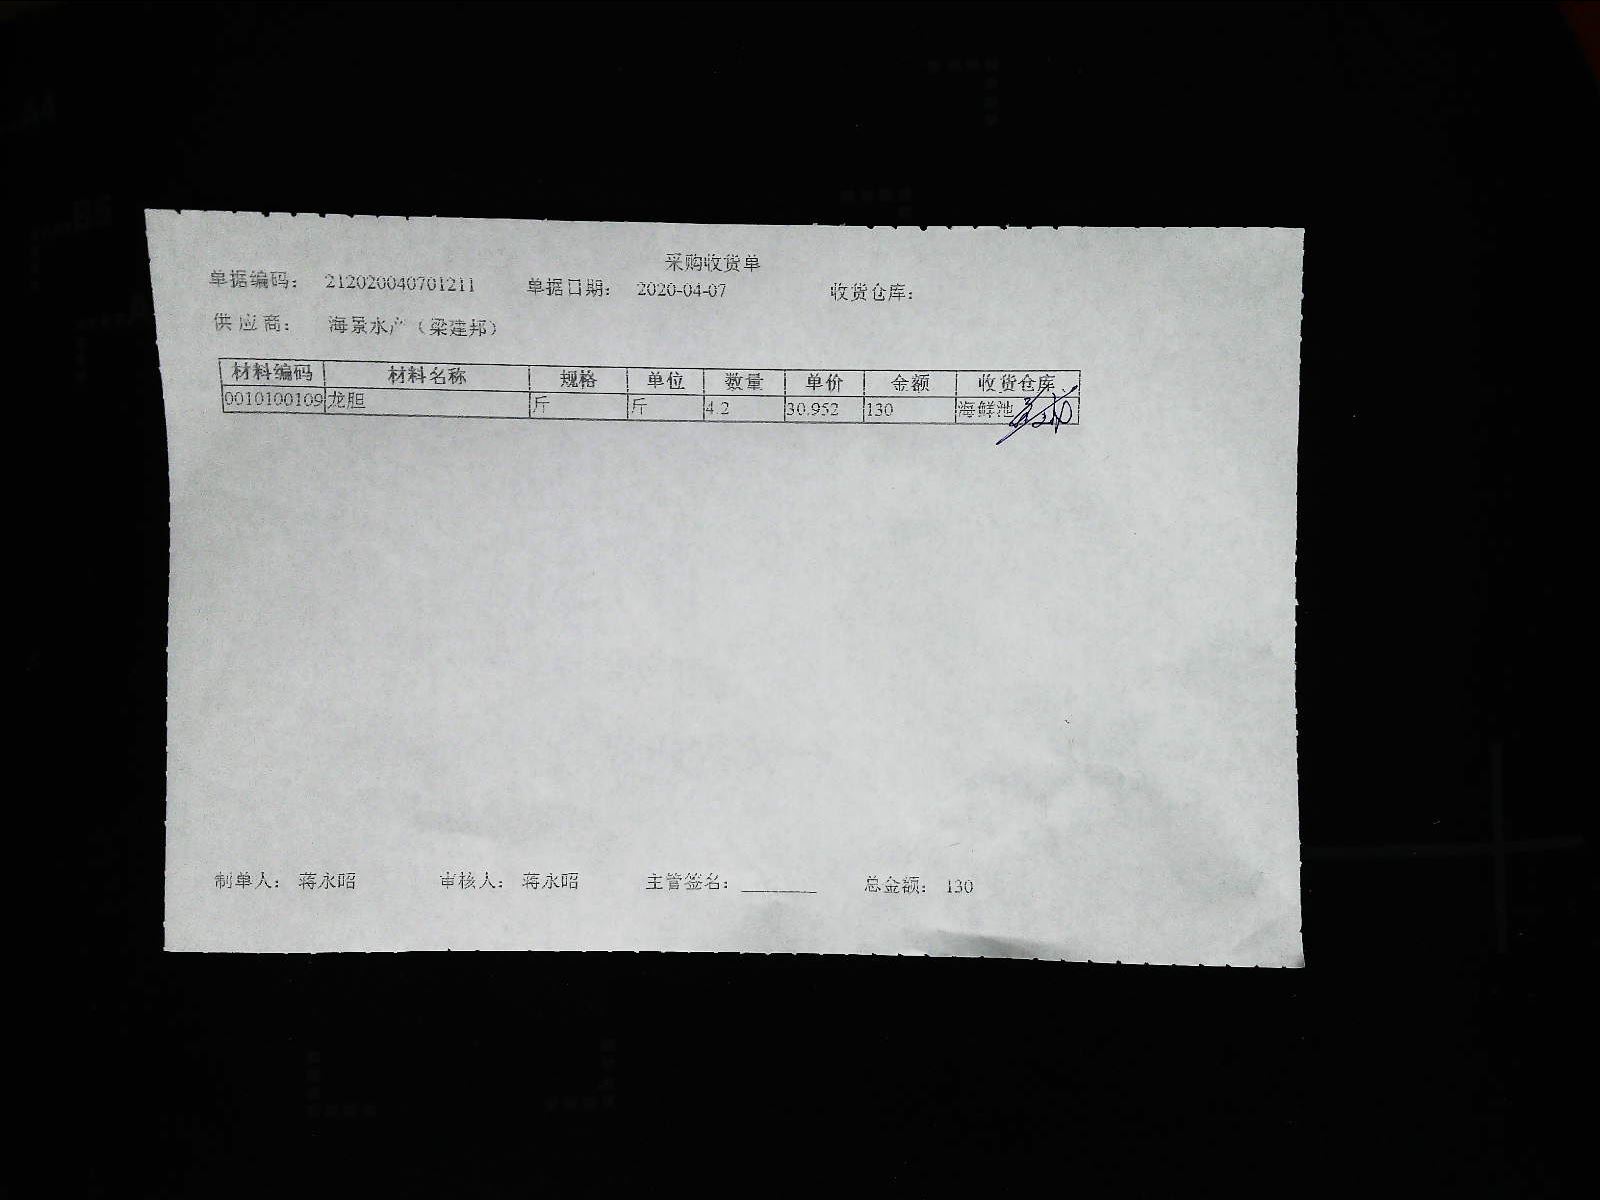 采购收货单
单据编码： 212020040701211 单据日期： 2020-04-07 收货仓库：
供应商： 海景水产（梁建邦）
材料编码 材料名称 规格 单位 数量 单价 金额 收货仓库
0010100109 龙胆 斤 斤 4.2 30.952 130 海鲜池
制单人： 蒋永昭 审核人： 蒋永昭 主管签名：________ 总金额： 130